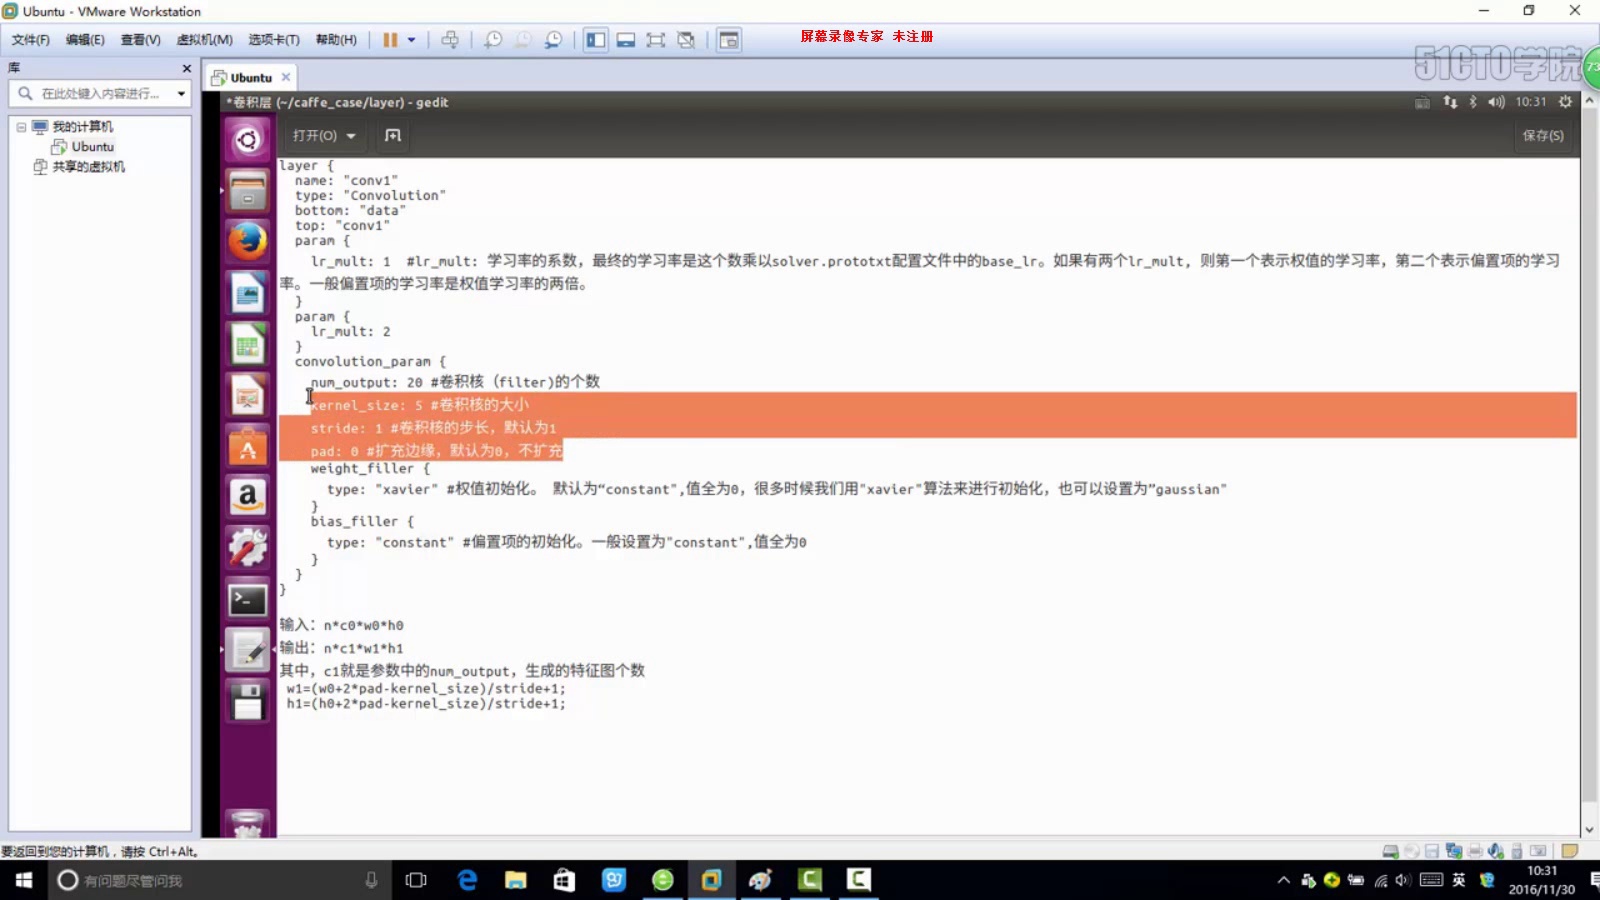 Ubuntu - VMware Workstation
文件(F) 编辑(E) 查看(V) 虚拟机(M) 选项卡(T) 帮助(H)
屏幕录像专家 未注册
51CTO学院
73
库
Ubuntu
在此处键入内容进行...
我的计算机
Ubuntu
共享的虚拟机
*卷积层 (~/caffe_case/layer) - gedit
10:31
打开(O)
保存(S)
layer {
name: "conv1"
type: "Convolution"
bottom: "data"
top: "conv1"
param {
lr_mult: 1 #lr_mult: 学习率的系数，最终的学习率是这个数乘以solver.prototxt配置文件中的base_lr。如果有两个lr_mult, 则第一个表示权值的学习率，第二个表示偏置项的学习
率。一般偏置项的学习率是权值学习率的两倍。
}
param {
lr_mult: 2
}
convolution_param {
num_output: 20 #卷积核（filter)的个数
kernel_size: 5 #卷积核的大小
stride: 1 #卷积核的步长，默认为1
pad: 0 #扩充边缘，默认为0，不扩充
weight_filler {
type: "xavier" #权值初始化。 默认为“constant",值全为0，很多时候我们用"xavier"算法来进行初始化，也可以设置为”gaussian"
}
bias_filler {
type: "constant" #偏置项的初始化。一般设置为"constant",值全为0
}
}
}
输入：n*c0*w0*h0
输出：n*c1*w1*h1
其中，c1就是参数中的num_output，生成的特征图个数
w1=(w0+2*pad-kernel_size)/stride+1;
h1=(h0+2*pad-kernel_size)/stride+1;
要返回到您的计算机，请按 Ctrl+Alt。
有问题尽管问我
英
10:31
2016/11/30